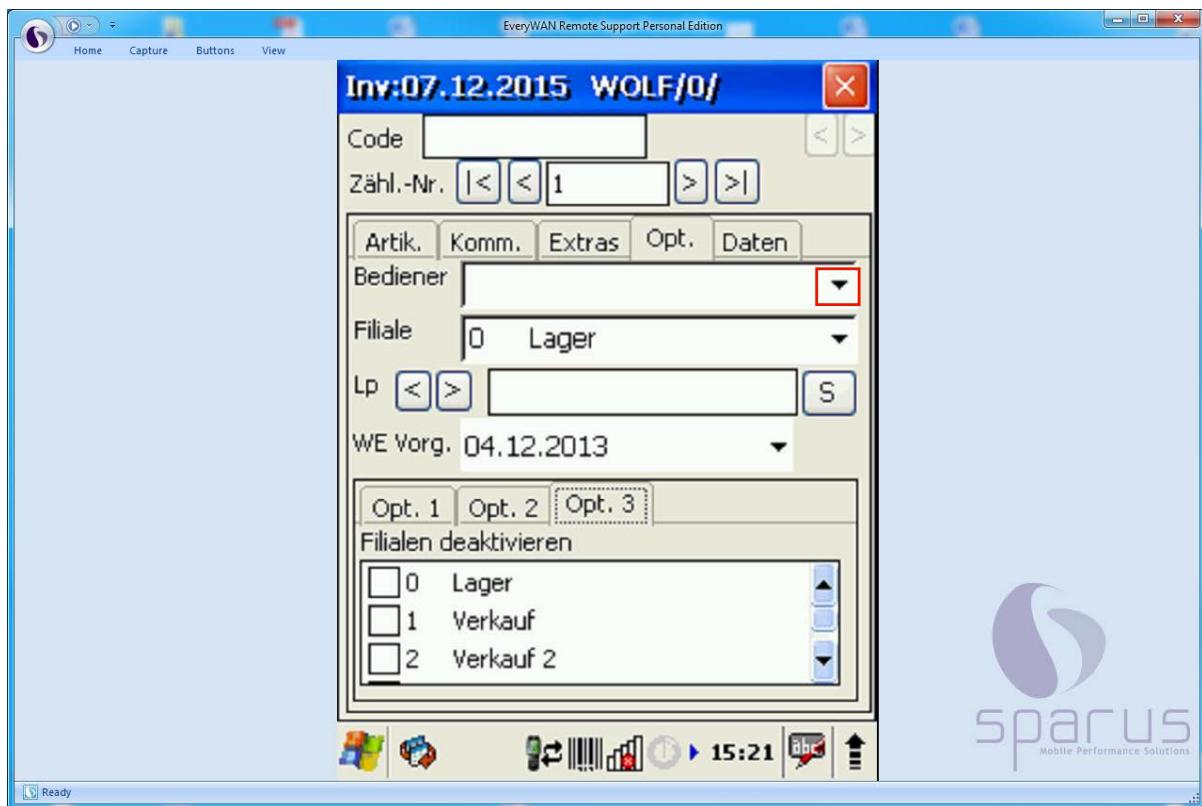 EveryWAN Remote Support Personal Edition
Home Capture Buttons View
Inv:07.12.2015 WOLF/0/
Code < >
Zähl.-Nr. |< < 1 > >|
Artik. Komm. Extras Opt. Daten
Bediener
Filiale 0 Lager
Lp < > S
WE Vorg. 04.12.2013
Opt. 1 Opt. 2 Opt. 3
Filialen deaktivieren
0 Lager
1 Verkauf
2 Verkauf 2
15:21 abc
sparus
Mobile Performance Solutions
Ready